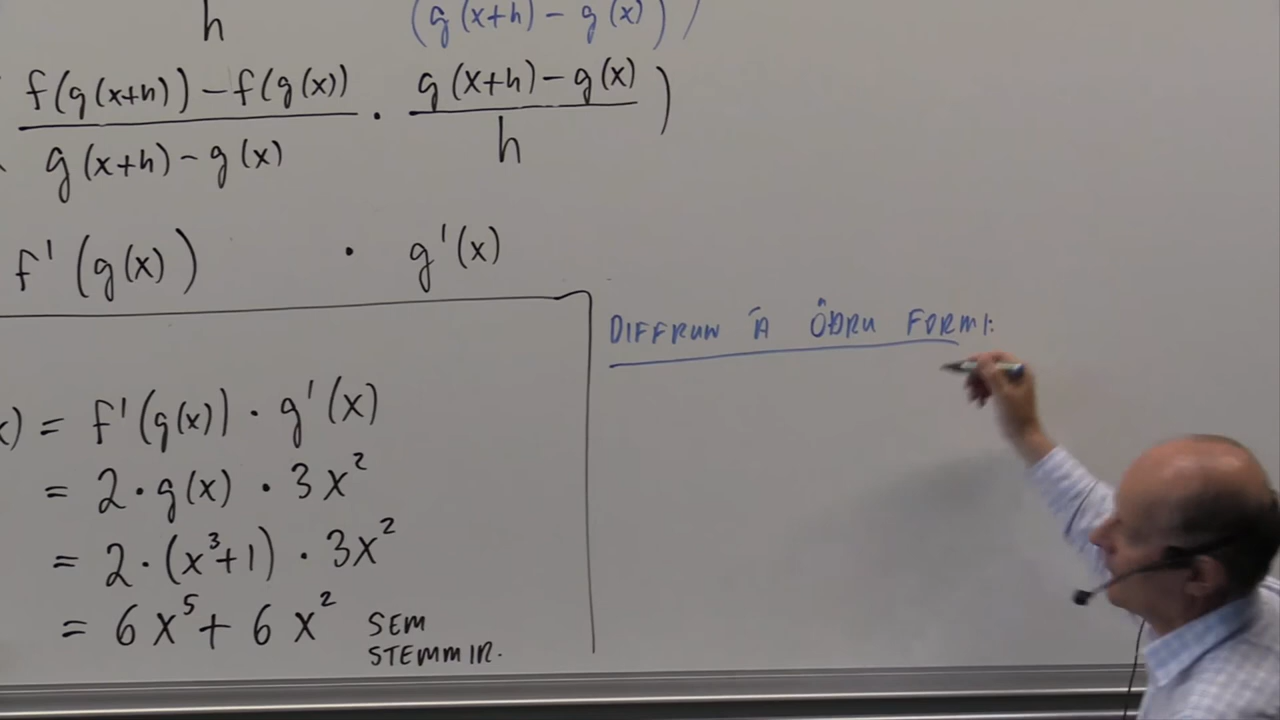 (g(x+h) - g(x)) )
h
f(g(x+h)) - f(g(x)) · g(x+h) - g(x) )
g(x+h) - g(x) h
f'(g(x)) · g'(x)
DIFFRUN Á ÖÐRU FORMI:
x) = f'(g(x)) · g'(x)
= 2 · g(x) · 3x²
= 2 · (x³+1) · 3x²
= 6x⁵ + 6x² SEM
STEMMIR.